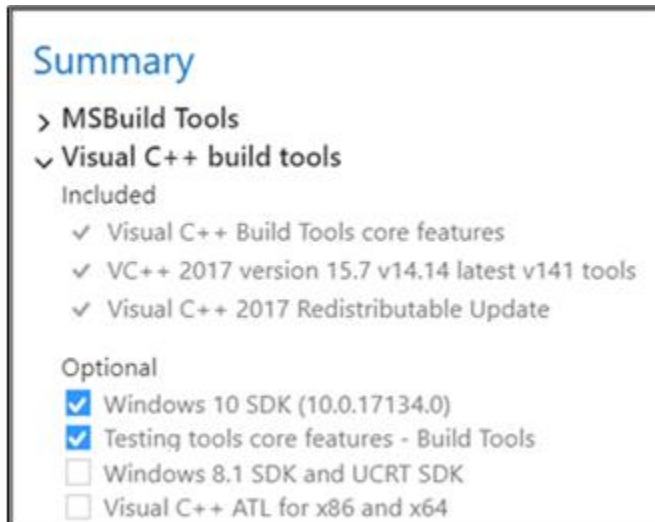 Summary
MSBuild Tools
Visual C++ build tools
Included
Visual C++ Build Tools core features
VC++ 2017 version 15.7 v14.14 latest v141 tools
Visual C++ 2017 Redistributable Update
Optional
Windows 10 SDK (10.0.17134.0)
Testing tools core features - Build Tools
Windows 8.1 SDK and UCRT SDK
Visual C++ ATL for x86 and x64